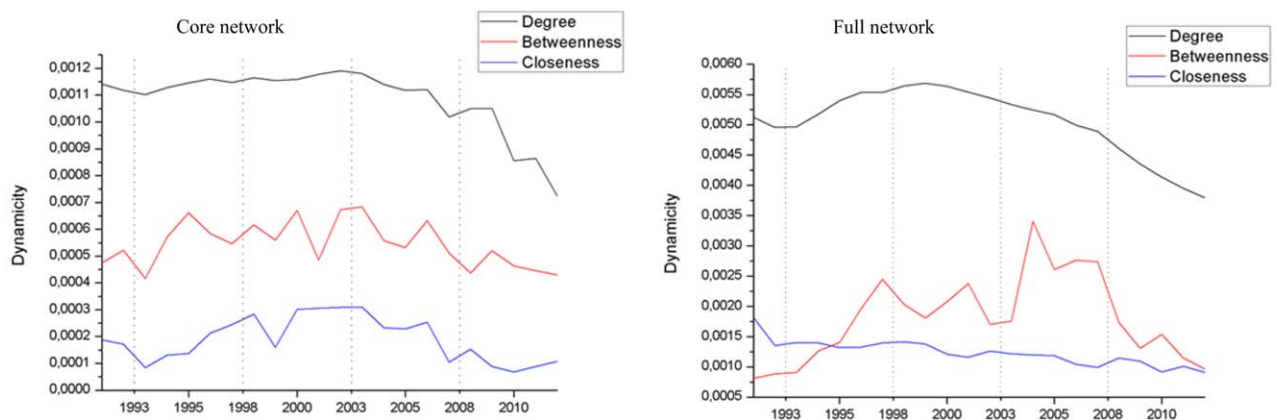 Core network
Degree
Betweenness
Closeness
0,0012
0,0011
0,0010
0,0009
0,0008
0,0007
0,0006
0,0005
0,0004
0,0003
0,0002
0,0001
0,0000
Dynamicity
1993 1995 1998 2000 2003 2005 2008 2010
Full network
Degree
Betweenness
Closeness
0,0060
0,0055
0,0050
0,0045
0,0040
0,0035
0,0030
0,0025
0,0020
0,0015
0,0010
0,0005
Dynamicity
1993 1995 1998 2000 2003 2005 2008 2010